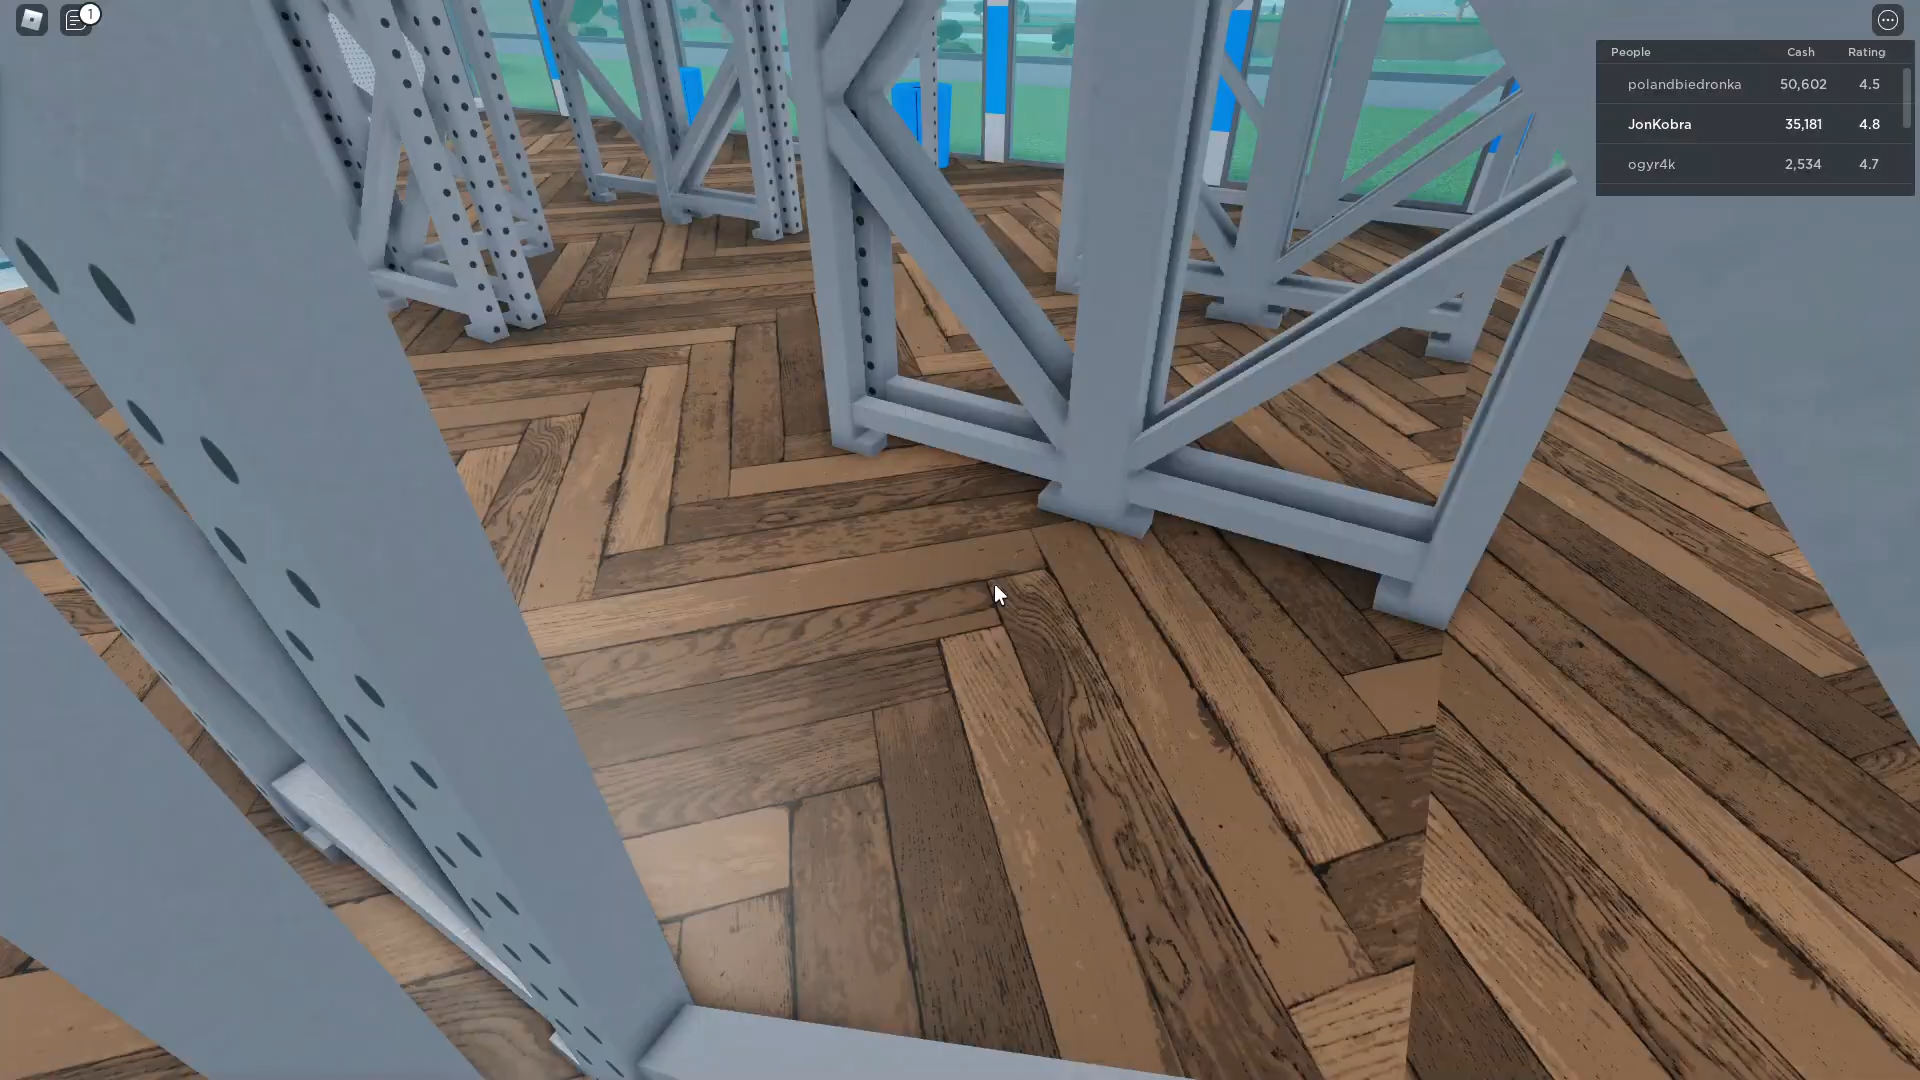 1
People Cash Rating
polandbiedronka 50,602 4.5
JonKobra 35,181 4.8
ogyr4k 2,534 4.7